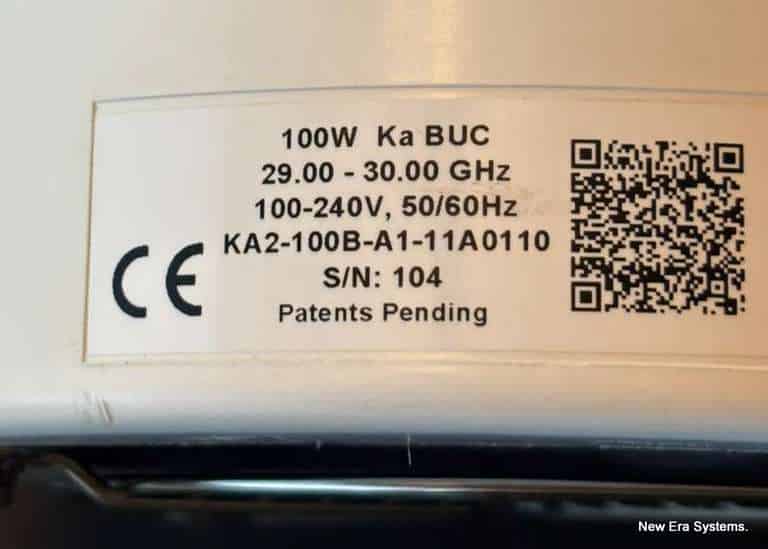 100W Ka BUC
29.00 - 30.00 GHz
100-240V, 50/60Hz
KA2-100B-A1-11A0110
S/N: 104
Patents Pending
CE
New Era Systems.